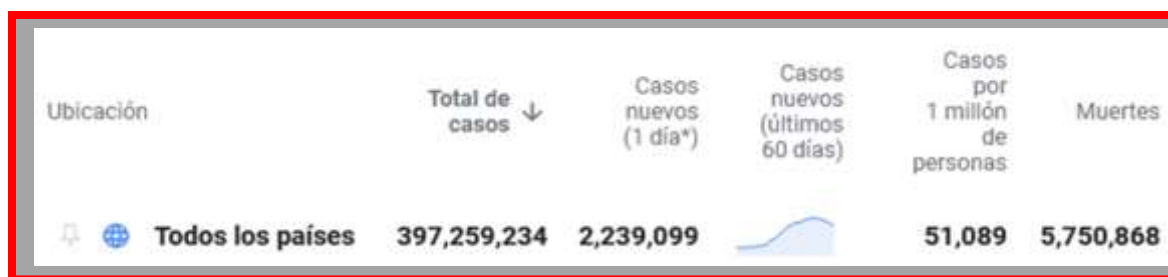 Ubicación
Total de
casos ↓
Casos
nuevos
(1 día*)
Casos
nuevos
(últimos
60 días)
Casos
por
1 millón
de
personas
Muertes
Todos los países 397,259,234 2,239,099 51,089 5,750,868